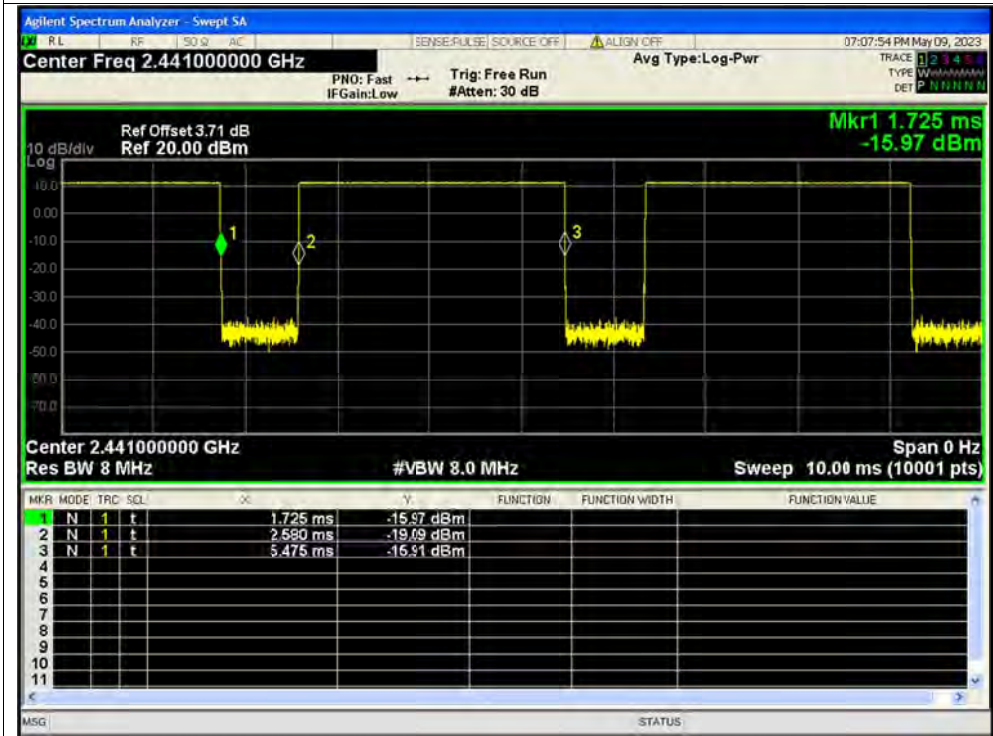 Agilent Spectrum Analyzer - Swept SA
RL RF 50 Ω AC SENSE:PULSE SOURCE OFF ALIGN OFF 07:07:54 PM May 09, 2023
Center Freq 2.441000000 GHz Avg Type:Log-Pwr TRACE 1 2 3 4 5 6
PNO: Fast Trig: Free Run TYPE
IFGain:Low #Atten: 30 dB DET P N N N N N
Mkr1 1.725 ms
Ref Offset 3.71 dB
10 dB/div Ref 20.00 dBm -15.97 dBm
Log
10.0
0.00
1
-10.0 2 3
-20.0
-30.0
-40.0
-50.0
-60.0
-70.0
Center 2.441000000 GHz Span 0 Hz
Res BW 8 MHz #VBW 8.0 MHz Sweep 10.00 ms (10001 pts)
MKR MODE TRC SCL X Y FUNCTION FUNCTION WIDTH FUNCTION VALUE
1 N 1 t 1.725 ms -15.97 dBm
2 N 1 t 2.580 ms -19.09 dBm
3 N 1 t 5.475 ms -15.91 dBm
4
5
6
7
8
9
10
11
MSG STATUS